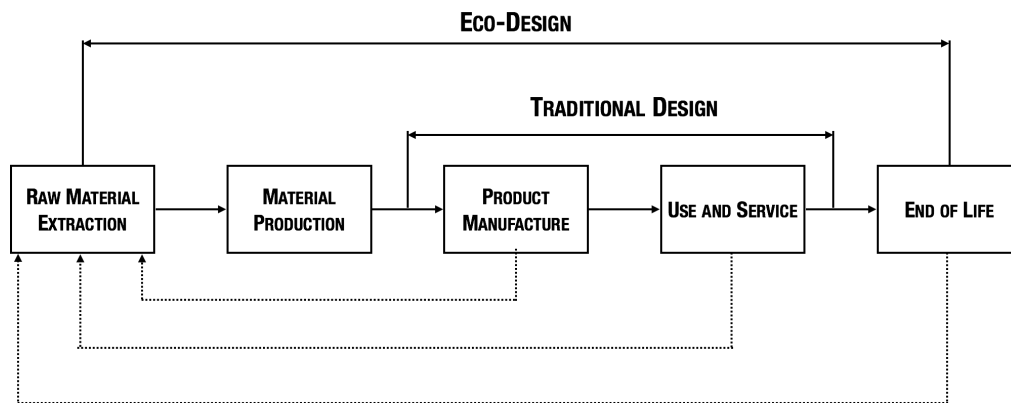 ECO-DESIGN
TRADITIONAL DESIGN
RAW MATERIAL
EXTRACTION
MATERIAL
PRODUCTION
PRODUCT
MANUFACTURE
USE AND SERVICE
END OF LIFE